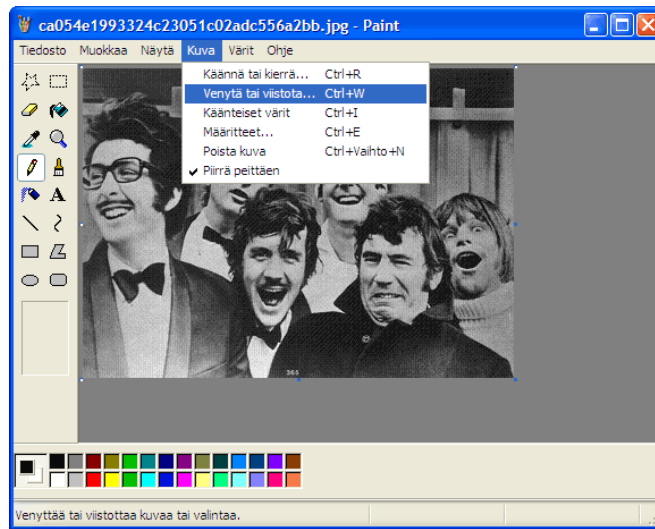 ca054e1993324c23051c02adc556a2bb.jpg - Paint
Tiedosto Muokkaa Näytä Kuva Värit Ohje
Käännä tai kierrä... Ctrl+R
Venytä tai viistota... Ctrl+W
Käänteiset värit Ctrl+I
Määritteet... Ctrl+E
Poista kuva Ctrl+Vaihto+N
Piirrä peittäen
A
365
Venyttää tai viistottaa kuvaa tai valintaa.